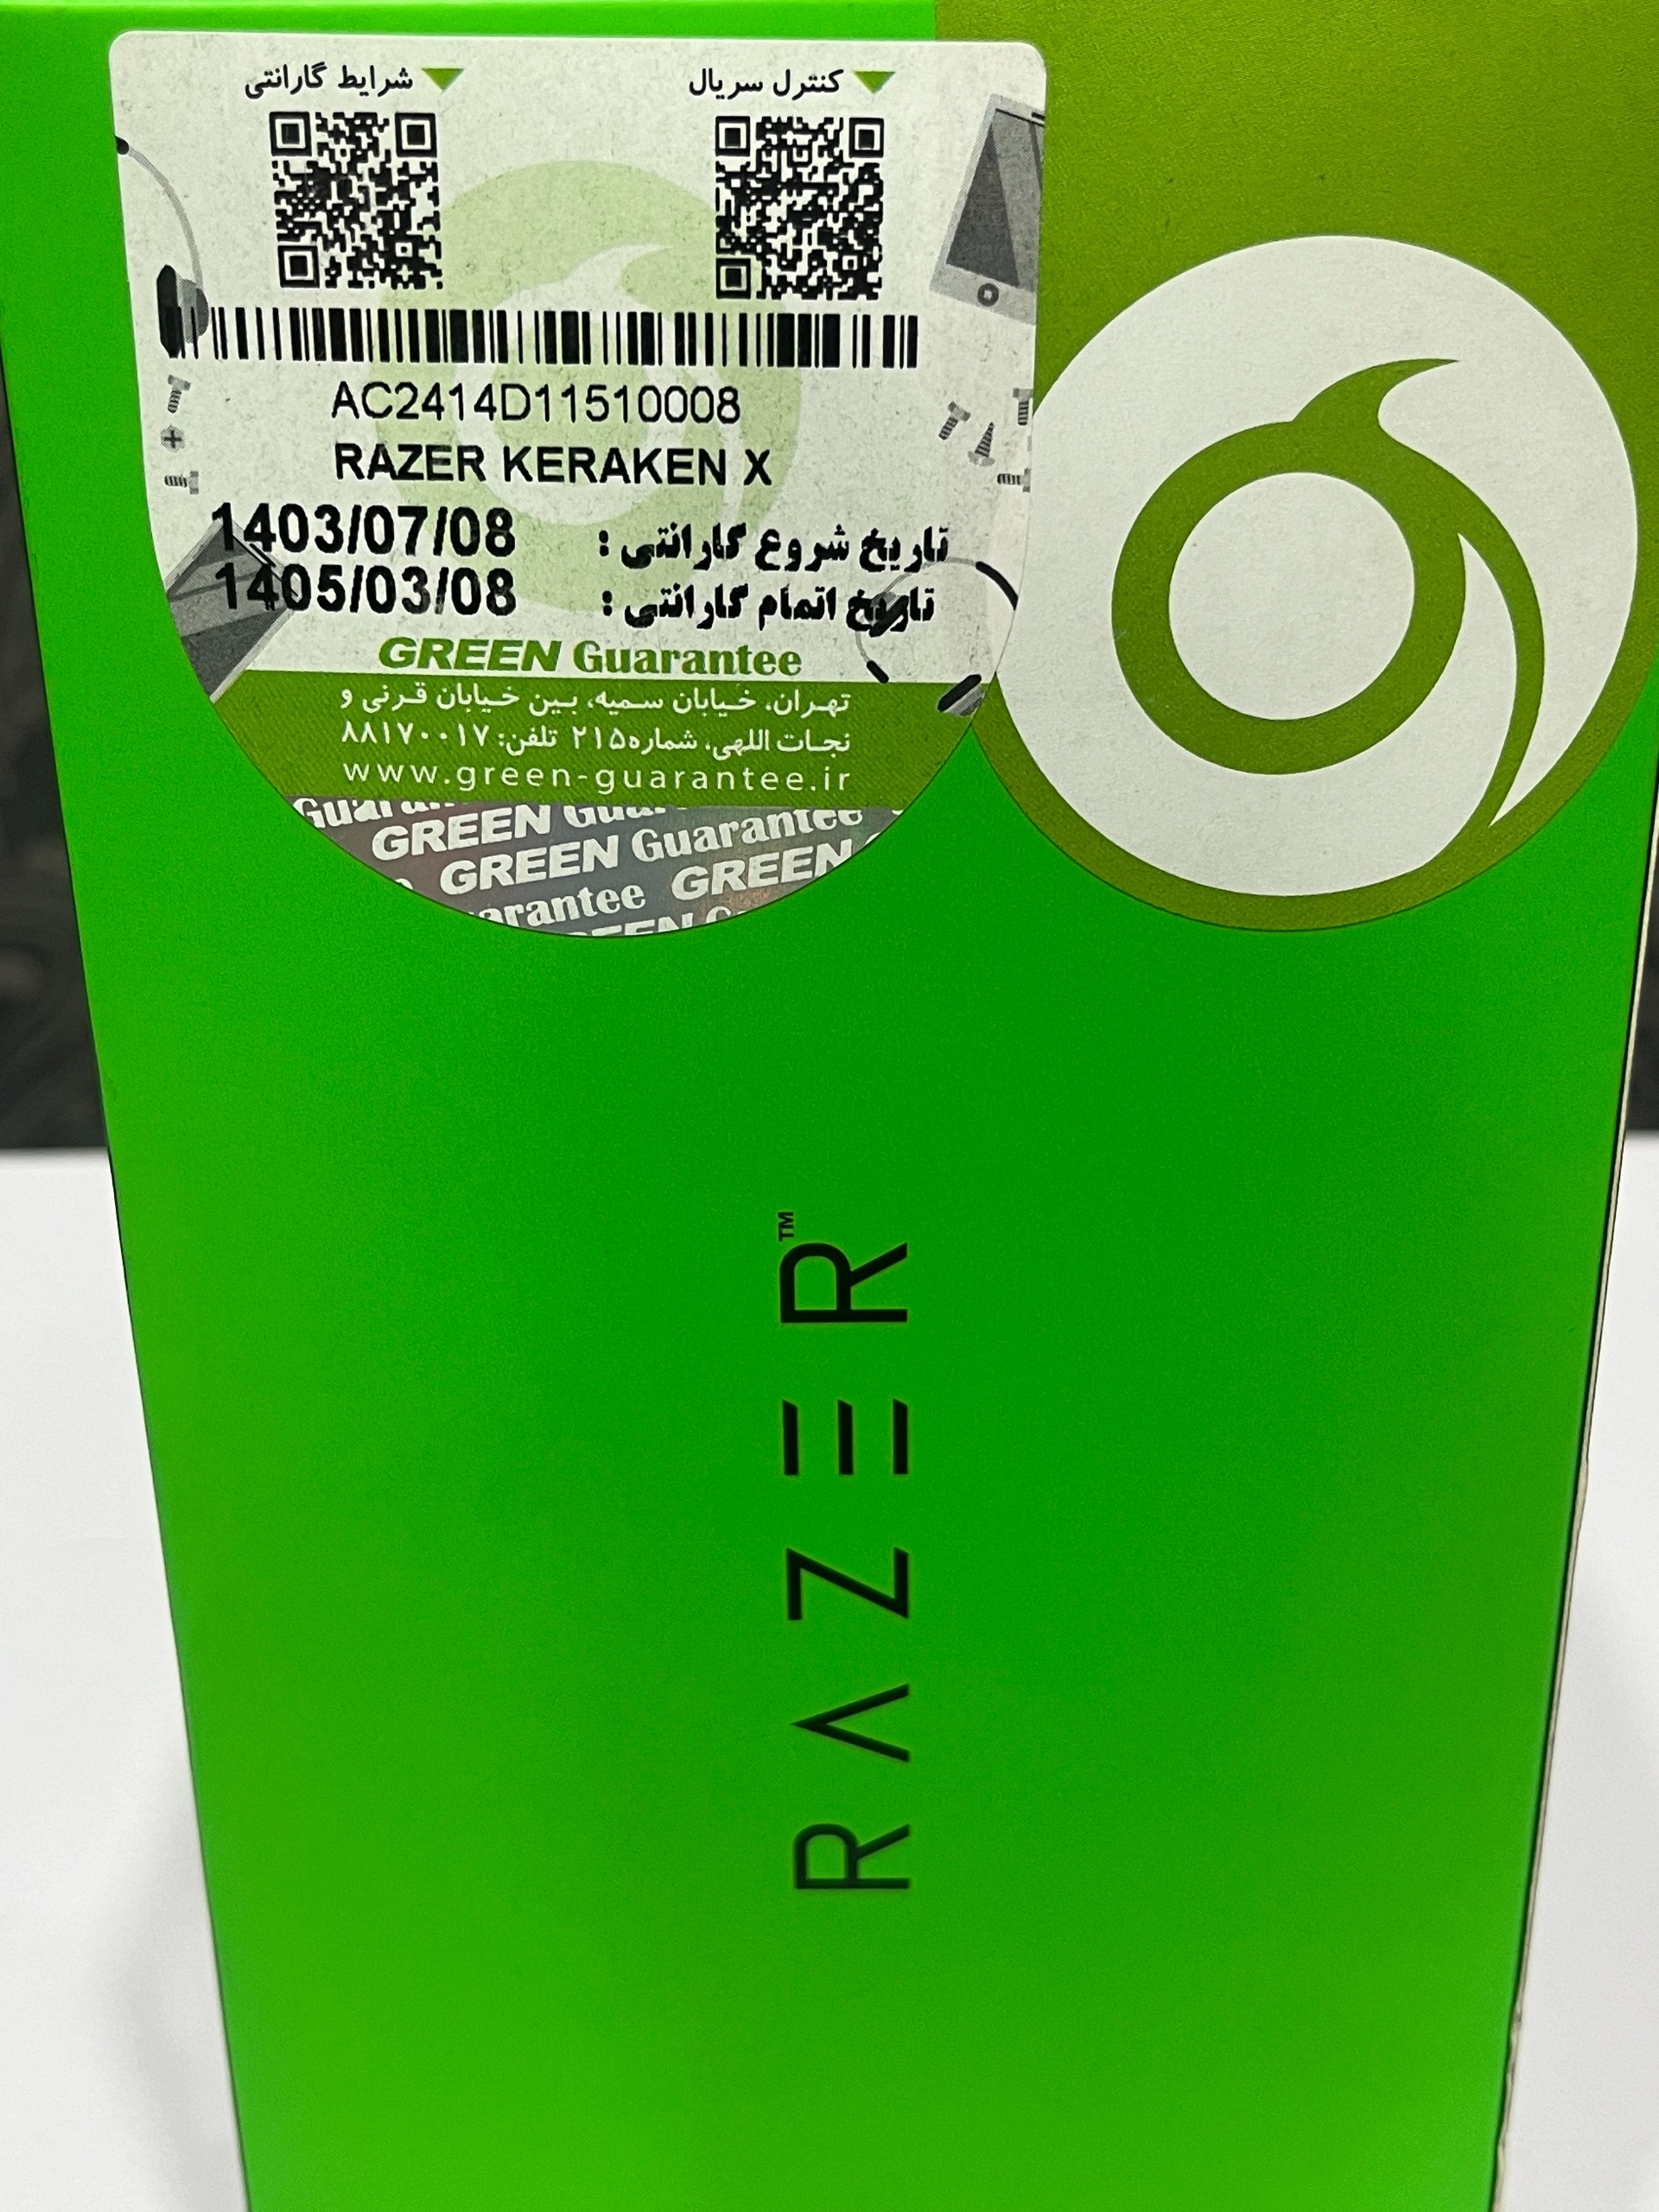 کنترل سریال
شرایط گارانتی
AC2414D11510008
RAZER KERAKEN X
تاریخ شروع گارانتی : 1403/07/08
تاریخ اتمام گارانتی : 1405/03/08
GREEN Guarantee
تهران، خیابان سمیه، بین خیابان قرنی و
نجات اللهی، شماره۲۱۵ تلفن: ۸۸۱۷۰۰۱۷
www.green-guarantee.ir
GREEN
GREEN Guarantee
GREEN
RAZER™